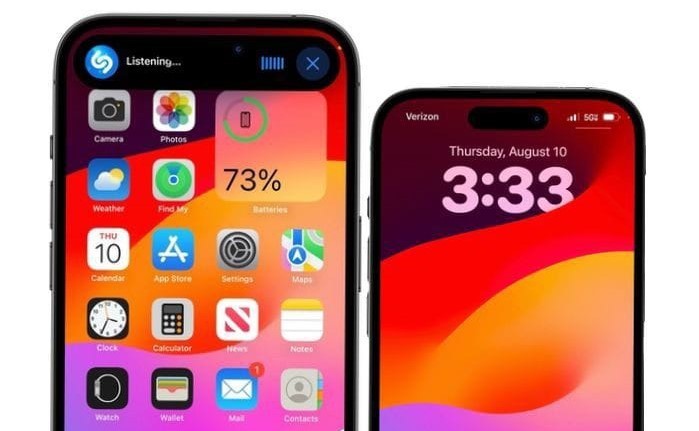 Listening...
Camera
Photos
73%
Weather
Find My
Batteries
THU
10
Calendar
App Store
Settings
Maps
Clock
Calculator
News
Notes
1
Watch
Wallet
Mail
Contacts
Verizon
5G
Thursday, August 10
3:33